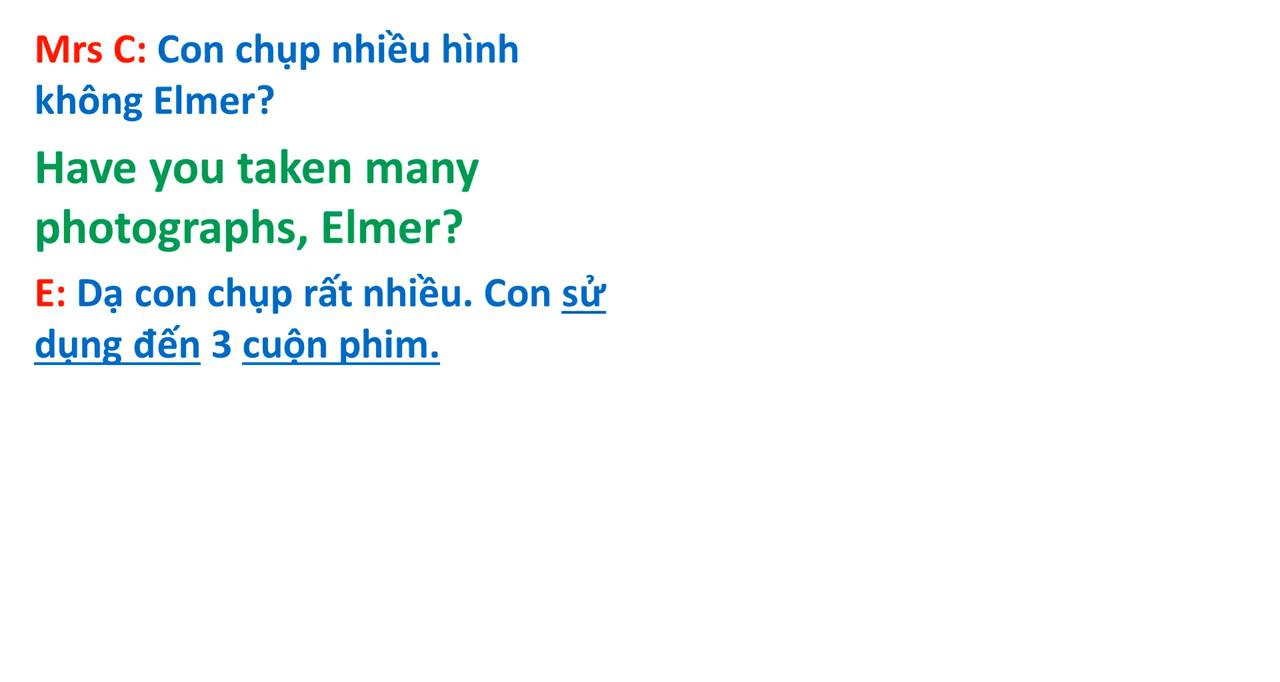 Mrs C: Con chụp nhiều hình
không Elmer?
Have you taken many
photographs, Elmer?
E: Dạ con chụp rất nhiều. Con sử
dụng đến 3 cuộn phim.